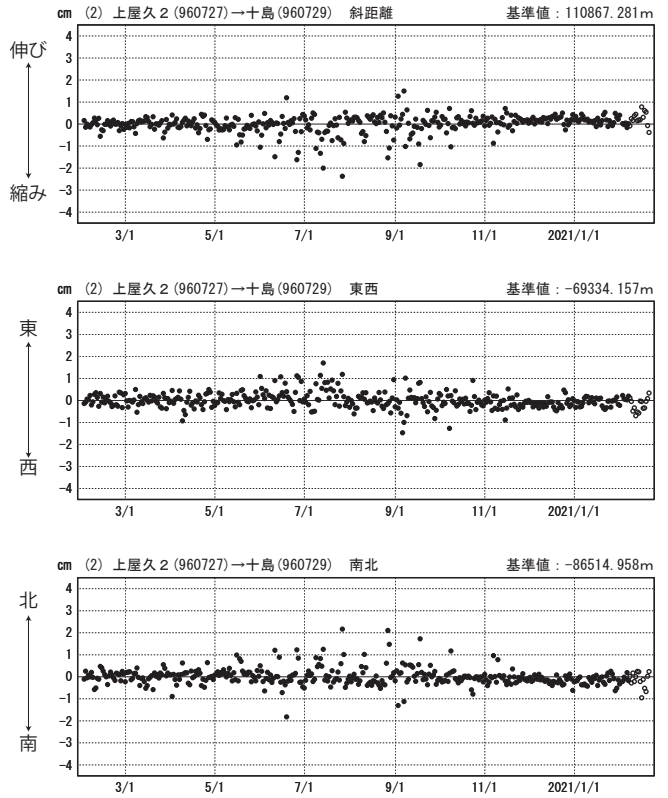 cm (2) 上屋久2(960727)→十島(960729) 斜距離 基準値：110867.281m
伸び
縮み
4
3
2
1
0
-1
-2
-3
-4
3/1 5/1 7/1 9/1 11/1 2021/1/1
cm (2) 上屋久2(960727)→十島(960729) 東西 基準値：-69334.157m
東
西
4
3
2
1
0
-1
-2
-3
-4
3/1 5/1 7/1 9/1 11/1 2021/1/1
cm (2) 上屋久2(960727)→十島(960729) 南北 基準値：-86514.958m
北
南
4
3
2
1
0
-1
-2
-3
-4
3/1 5/1 7/1 9/1 11/1 2021/1/1